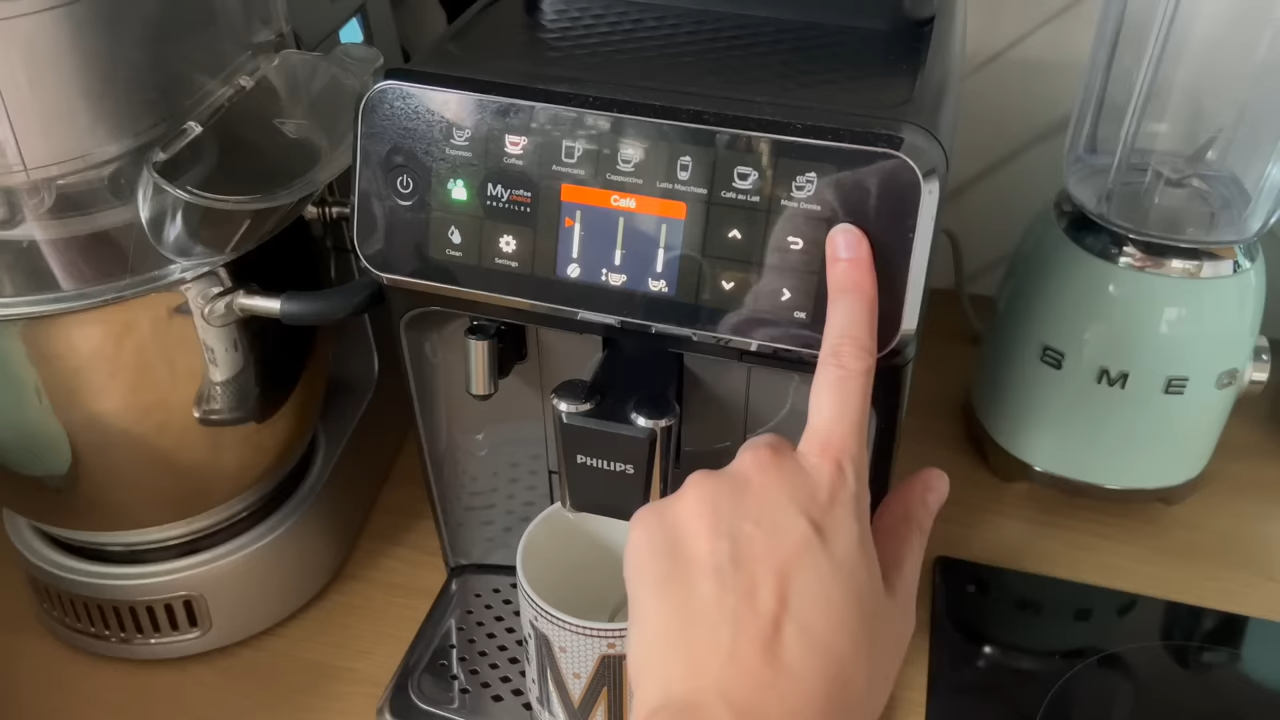 Espresso
Coffee
Americano
Cappuccino
Latte Macchiato
Café au Lait
More Drinks
My coffee choice
PROFILES
Café
Clean
Settings
x2
OK
PHILIPS
M
SMEG